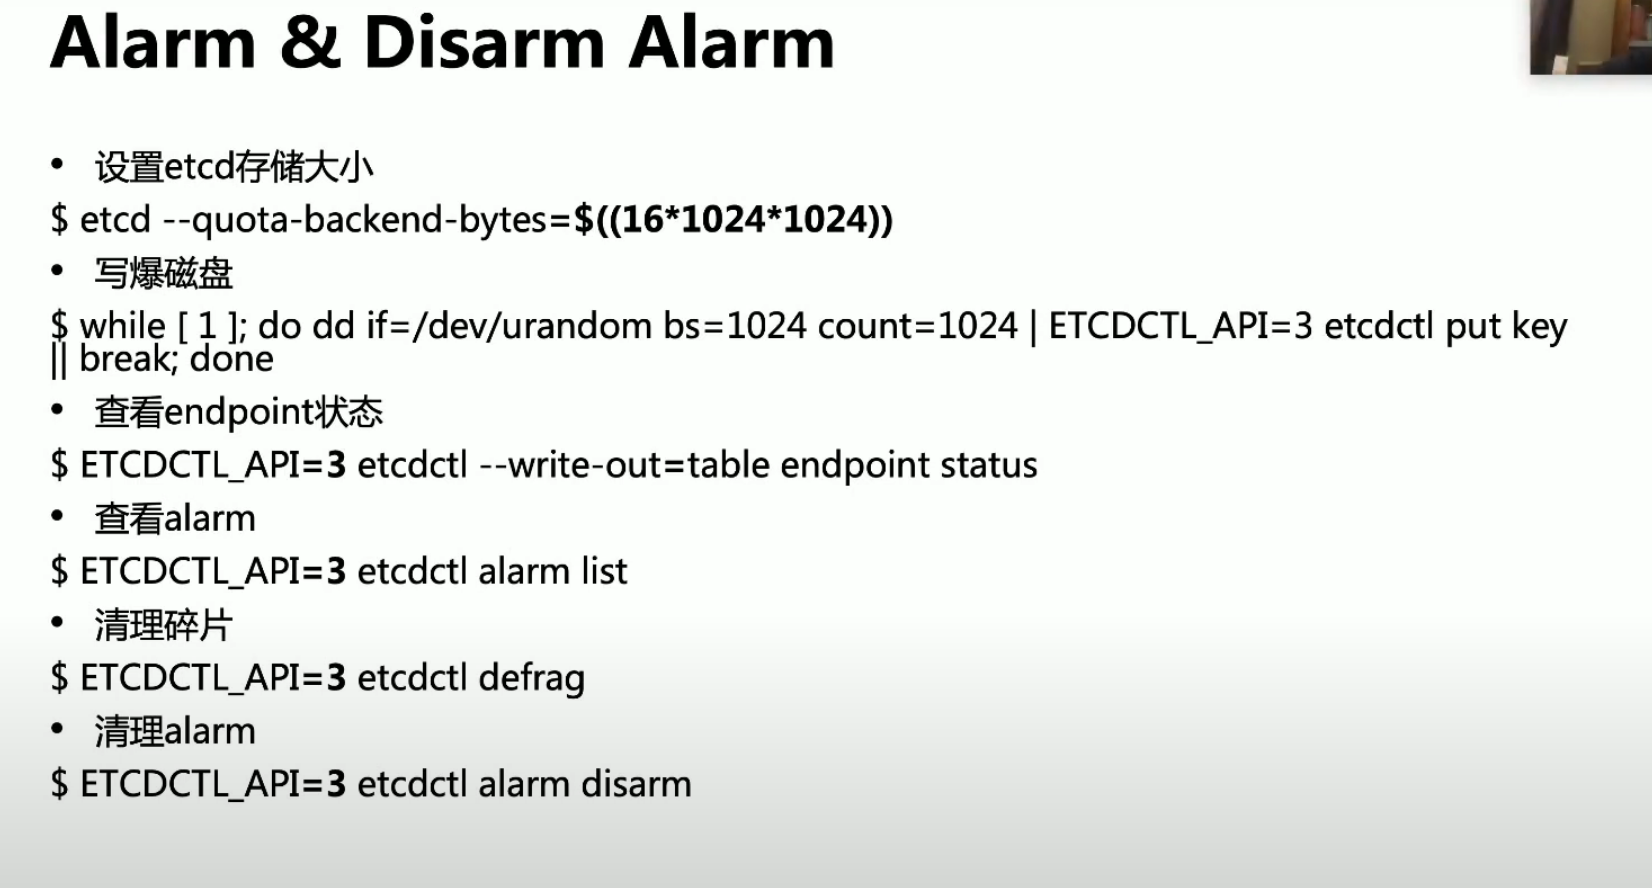 Alarm & Disarm Alarm
• 设置etcd存储大小
$ etcd --quota-backend-bytes=$((16*1024*1024))
• 写爆磁盘
$ while [ 1 ]; do dd if=/dev/urandom bs=1024 count=1024 | ETCDCTL_API=3 etcdctl put key
|| break; done
• 查看endpoint状态
$ ETCDCTL_API=3 etcdctl --write-out=table endpoint status
• 查看alarm
$ ETCDCTL_API=3 etcdctl alarm list
• 清理碎片
$ ETCDCTL_API=3 etcdctl defrag
• 清理alarm
$ ETCDCTL_API=3 etcdctl alarm disarm